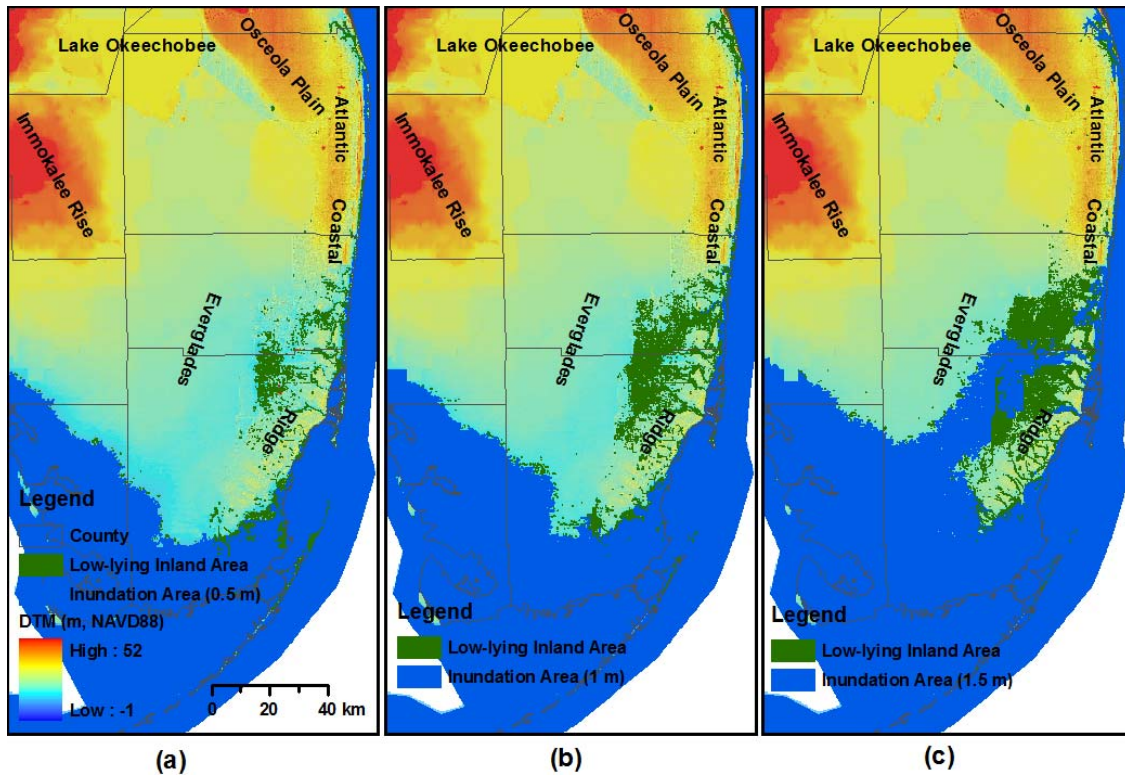 Lake Okeechobee
Osceola Plain
Immokalee Rise
Atlantic
Coastal
Everglades
Ridge
Legend
County
Low-lying Inland Area
Inundation Area (0.5 m)
DTM (m, NAVD88)
High : 52
Low : -1
0 20 40 km
(a)
Lake Okeechobee
Osceola Plain
Immokalee Rise
Atlantic
Coastal
Everglades
Ridge
Legend
Low-lying Inland Area
Inundation Area (1 m)
(b)
Lake Okeechobee
Osceola Plain
Immokalee Rise
Atlantic
Coastal
Everglades
Ridge
Legend
Low-lying Inland Area
Inundation Area (1.5 m)
(c)